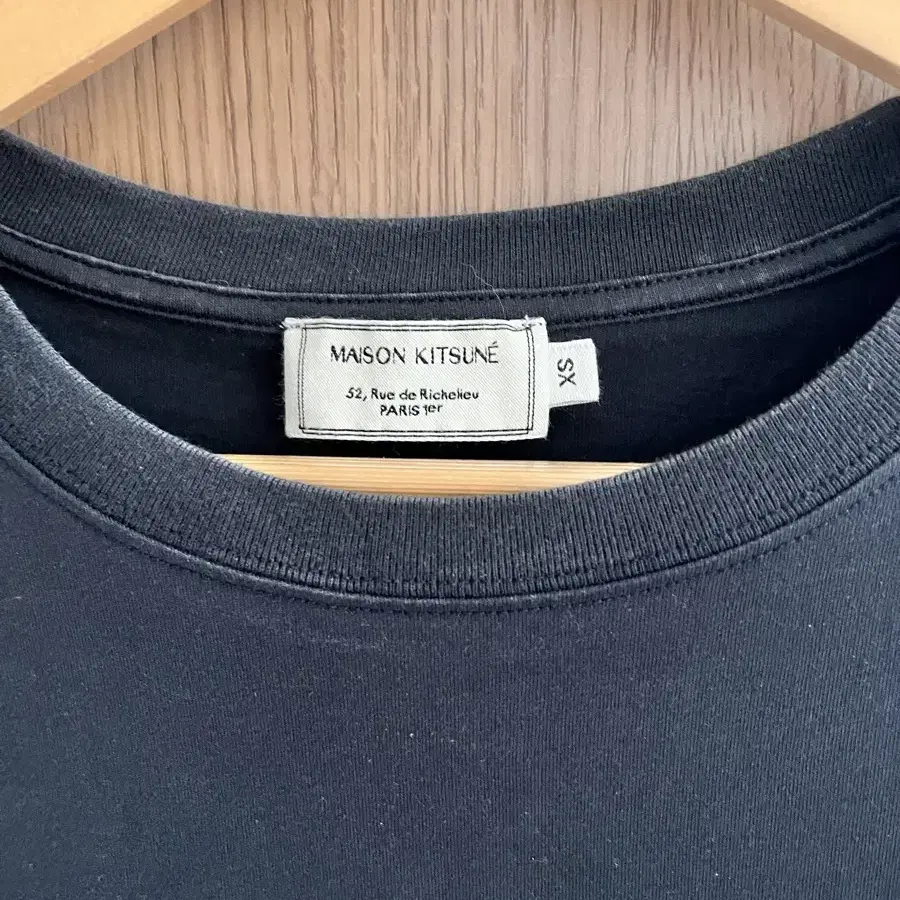 MAISON KITSUNÉ
52, Rue de Richelieu
PARIS 1er
XS